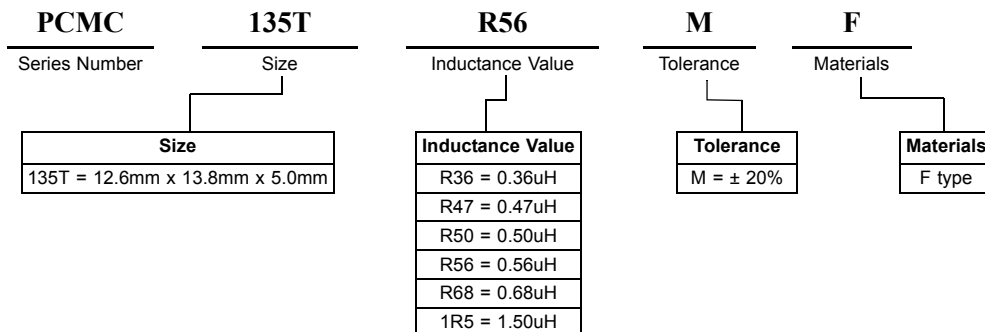 PCMC 135T R56 M F
Series Number Size Inductance Value Tolerance Materials
Size Inductance Value Tolerance Materials
135T = 12.6mm x 13.8mm x 5.0mm R36 = 0.36uH M = ± 20% F type
R47 = 0.47uH
R50 = 0.50uH
R56 = 0.56uH
R68 = 0.68uH
1R5 = 1.50uH